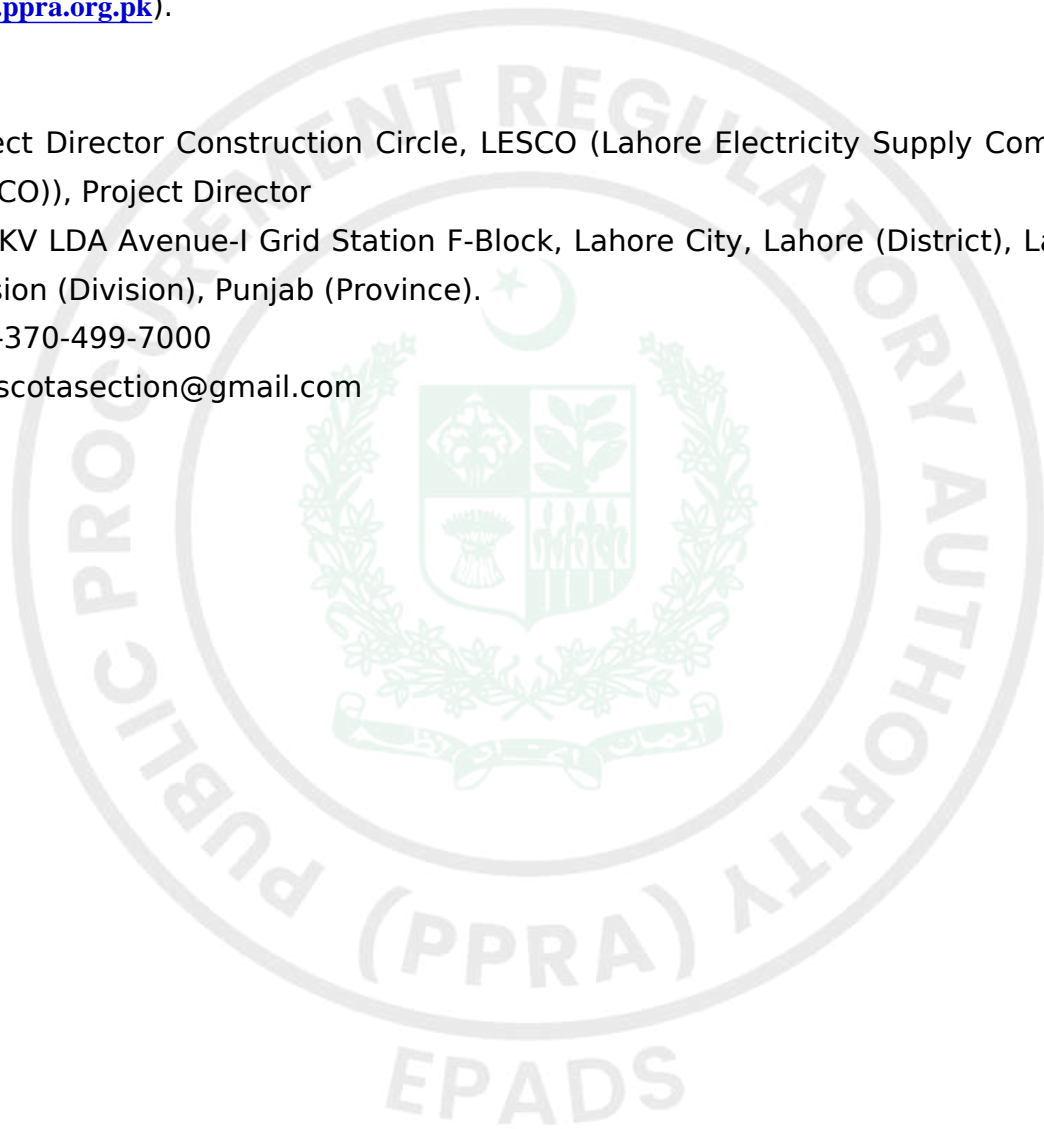 .ppra.org.pk).
ect Director Construction Circle, LESCO (Lahore Electricity Supply Com
CO)), Project Director
KV LDA Avenue-I Grid Station F-Block, Lahore City, Lahore (District), La
sion (Division), Punjab (Province).
-370-499-7000
scotasection@gmail.com
PUBLIC PROCUREMENT REGULATORY AUTHORITY
(PPRA)
EPADS